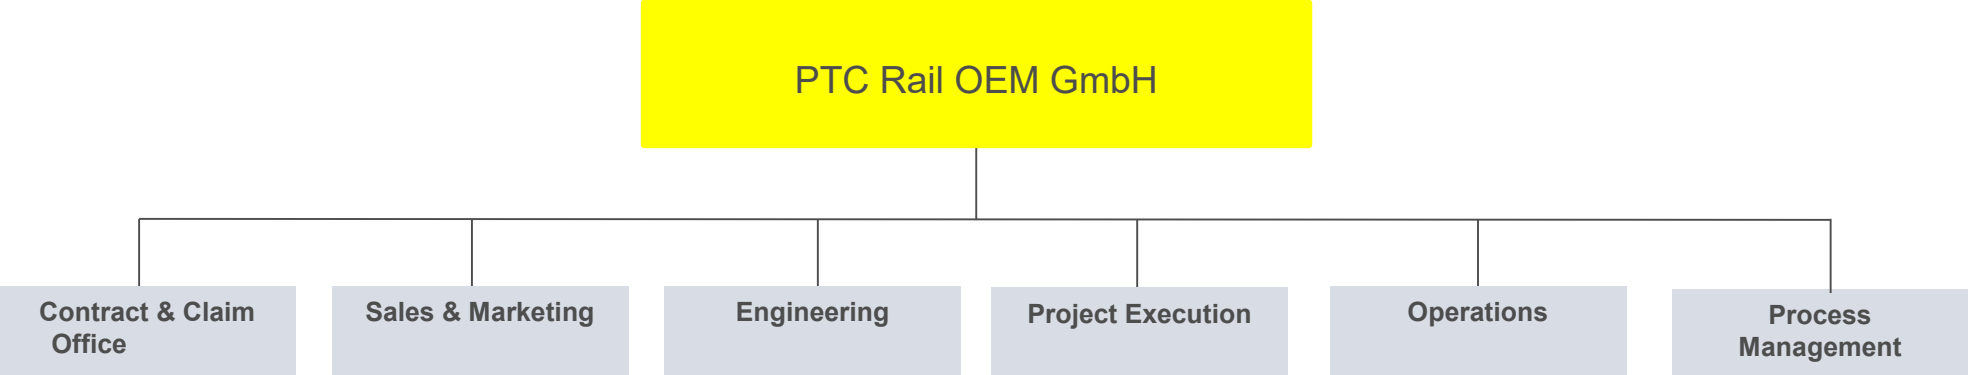 PTC Rail OEM GmbH
Contract & Claim
Office
Sales & Marketing
Engineering
Project Execution
Operations
Process
Management